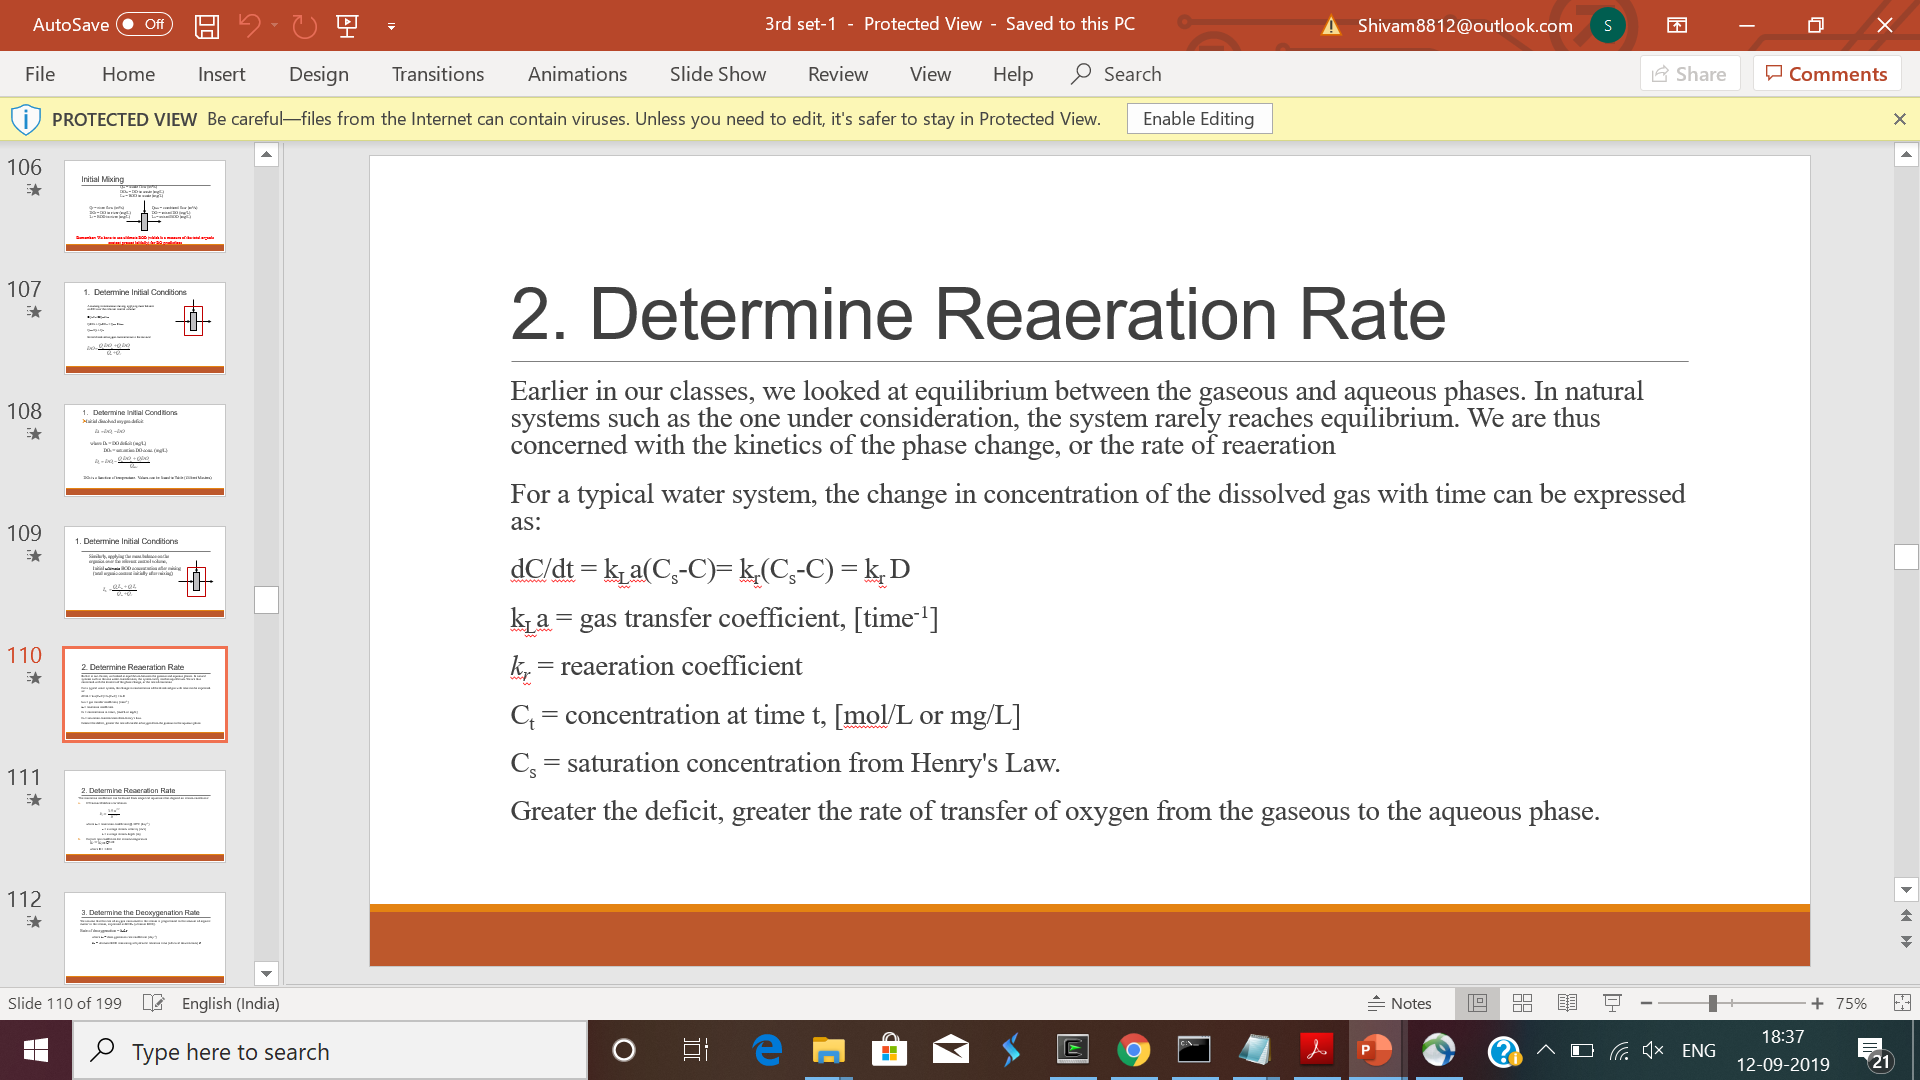 AutoSave Off
3rd set-1 - Protected View - Saved to this PC
Shivam8812@outlook.com
S
File Home Insert Design Transitions Animations Slide Show Review View Help Search
Share Comments
PROTECTED VIEW Be careful—files from the Internet can contain viruses. Unless you need to edit, it's safer to stay in Protected View. Enable Editing
106
Initial Mixing
107
1. Determine Initial Conditions
108
1. Determine Initial Conditions
109
1. Determine Initial Conditions
110
2. Determine Reaeration Rate
111
2. Determine Reaeration Rate
112
3. Determine the Deoxygenation Rate
2. Determine Reaeration Rate
Earlier in our classes, we looked at equilibrium between the gaseous and aqueous phases. In natural
systems such as the one under consideration, the system rarely reaches equilibrium. We are thus
concerned with the kinetics of the phase change, or the rate of reaeration
For a typical water system, the change in concentration of the dissolved gas with time can be expressed
as:
dC/dt = kLa(Cs-C)= kr(Cs-C) = kr D
kLa = gas transfer coefficient, [time-1]
kr = reaeration coefficient
Ct = concentration at time t, [mol/L or mg/L]
Cs = saturation concentration from Henry's Law.
Greater the deficit, greater the rate of transfer of oxygen from the gaseous to the aqueous phase.
Slide 110 of 199 English (India) Notes 75%
Type here to search
ENG
18:37
12-09-2019
21